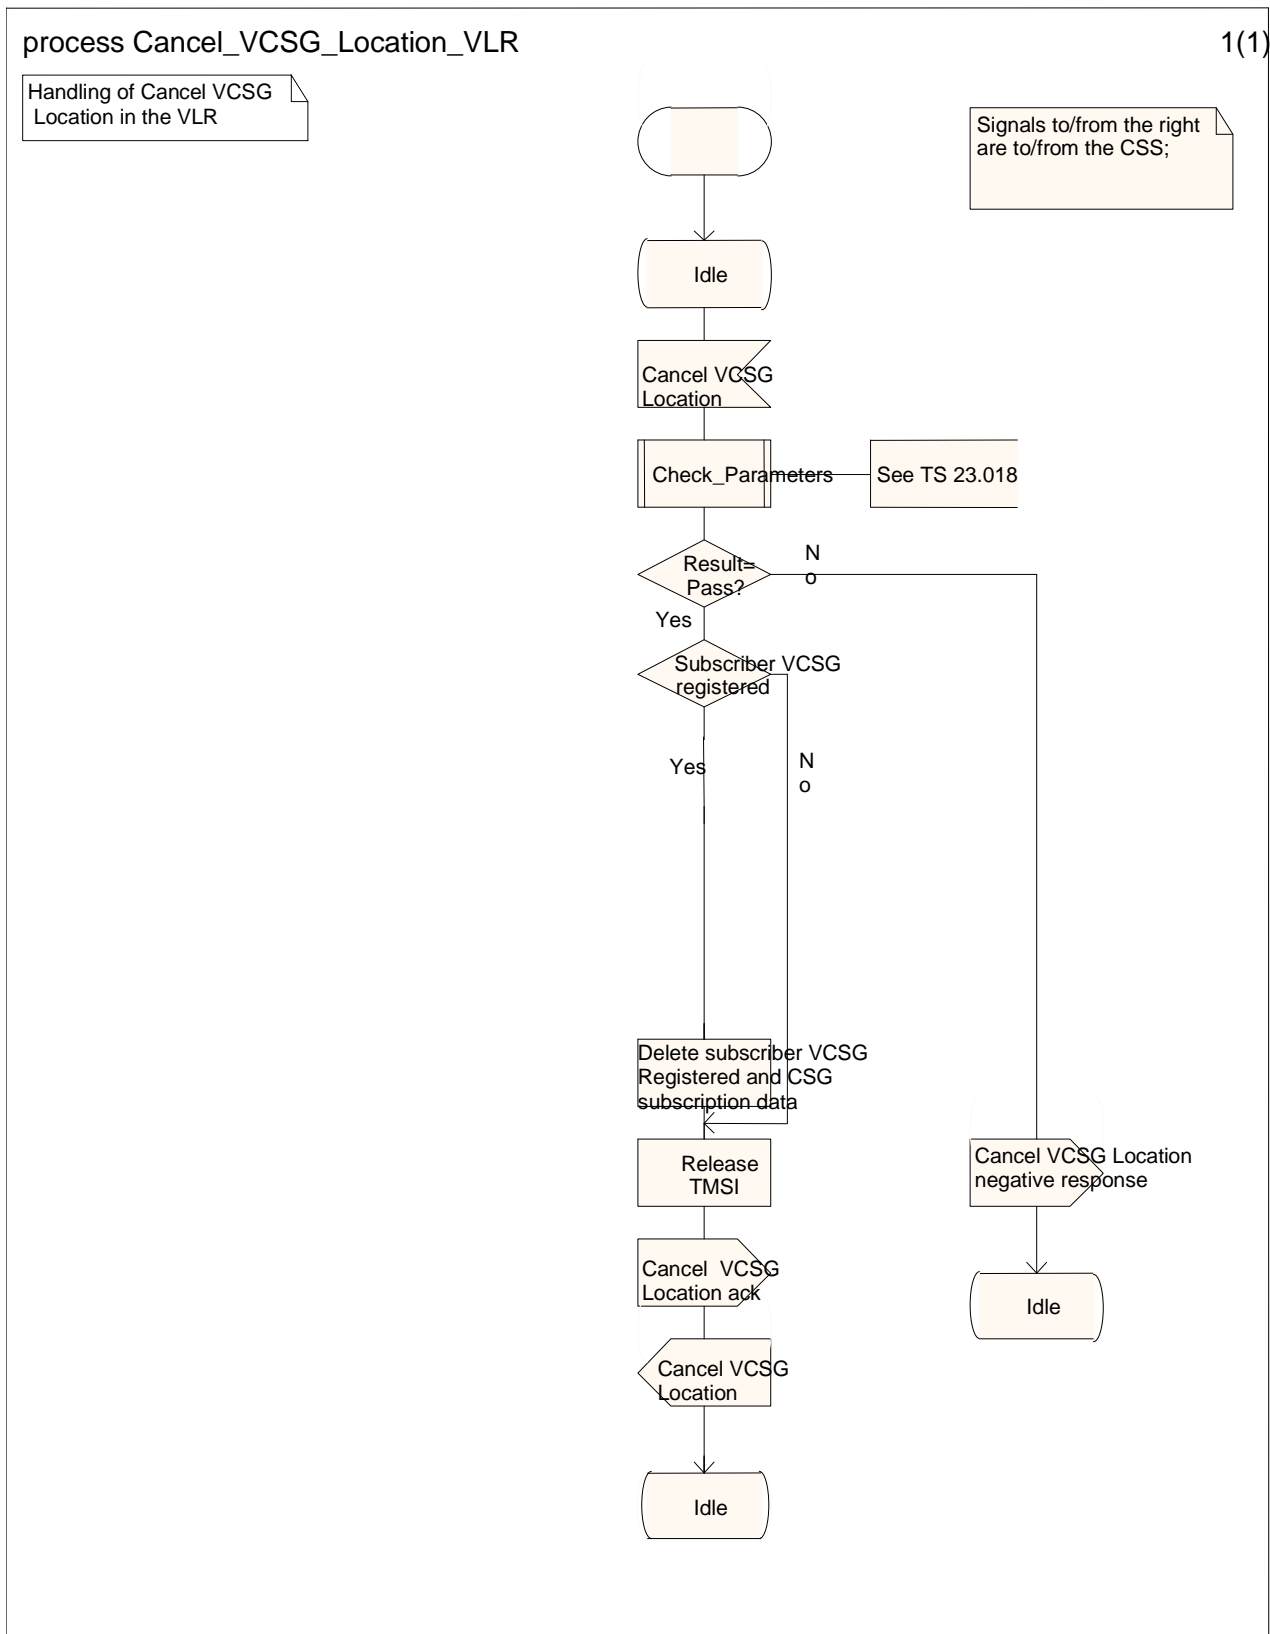 process Cancel_VCSG_Location_VLR
1(1)
Handling of Cancel VCSG
Location in the VLR
Signals to/from the right
are to/from the CSS;
Idle
Cancel VCSG
Location
Check_Parameters
See TS 23.018
Result=
Pass?
N
o
Yes
Subscriber VCSG
registered
Yes
N
o
Delete subscriber VCSG
Registered and CSG
subscription data
Release
TMSI
Cancel VCSG Location
negative response
Cancel VCSG
Location ack
Idle
Cancel VCSG
Location
Idle